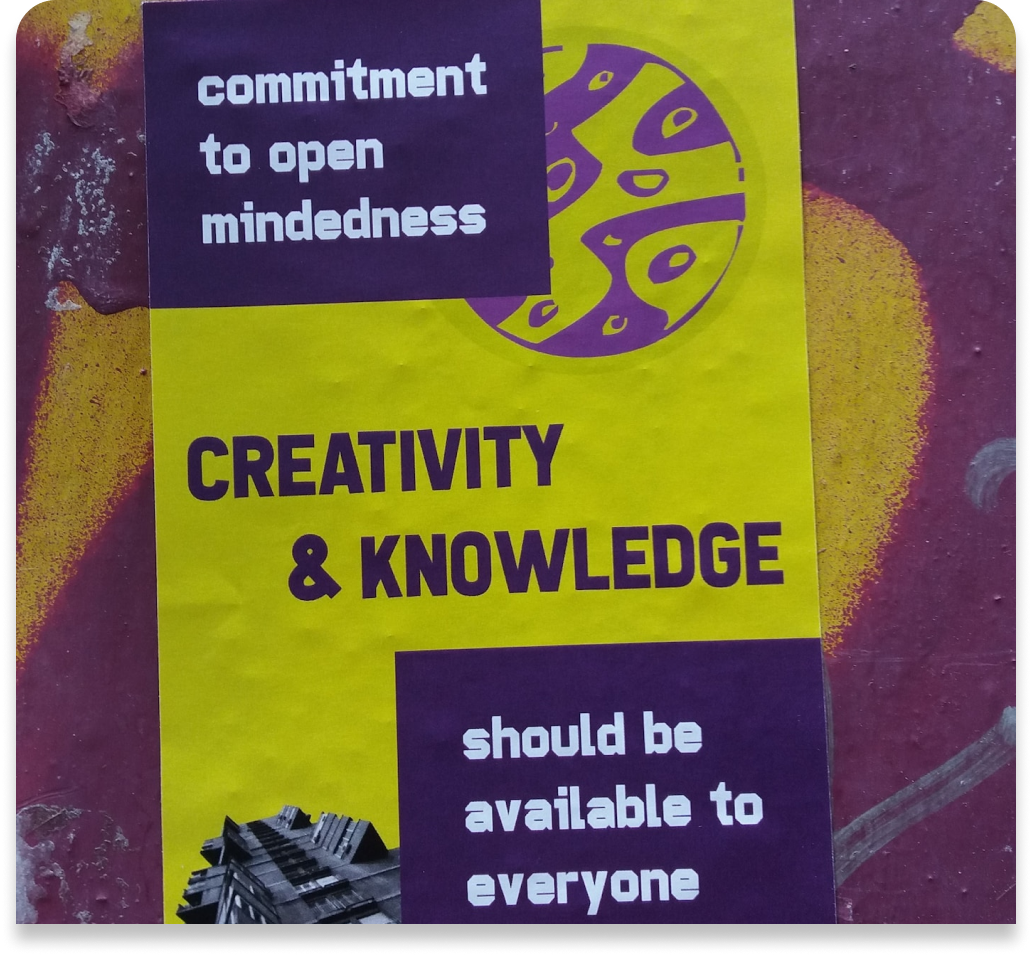 commitment
to open
mindedness
CREATIVITY
& KNOWLEDGE
should be
available to
everyone